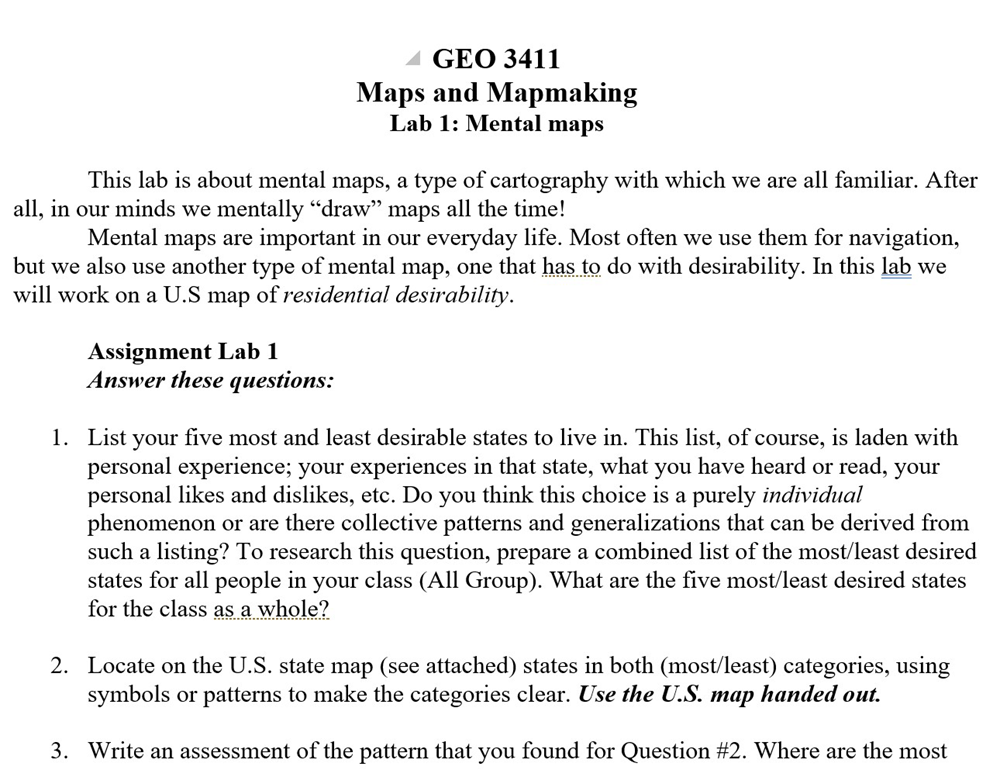 GEO 3411
Maps and Mapmaking
Lab 1: Mental maps
This lab is about mental maps, a type of cartography with which we are all familiar. After
all, in our minds we mentally “draw” maps all the time!
Mental maps are important in our everyday life. Most often we use them for navigation,
but we also use another type of mental map, one that has to do with desirability. In this lab we
will work on a U.S map of residential desirability.
Assignment Lab 1
Answer these questions:
1. List your five most and least desirable states to live in. This list, of course, is laden with
personal experience; your experiences in that state, what you have heard or read, your
personal likes and dislikes, etc. Do you think this choice is a purely individual
phenomenon or are there collective patterns and generalizations that can be derived from
such a listing? To research this question, prepare a combined list of the most/least desired
states for all people in your class (All Group). What are the five most/least desired states
for the class as a whole?
2. Locate on the U.S. state map (see attached) states in both (most/least) categories, using
symbols or patterns to make the categories clear. Use the U.S. map handed out.
3. Write an assessment of the pattern that you found for Question #2. Where are the most